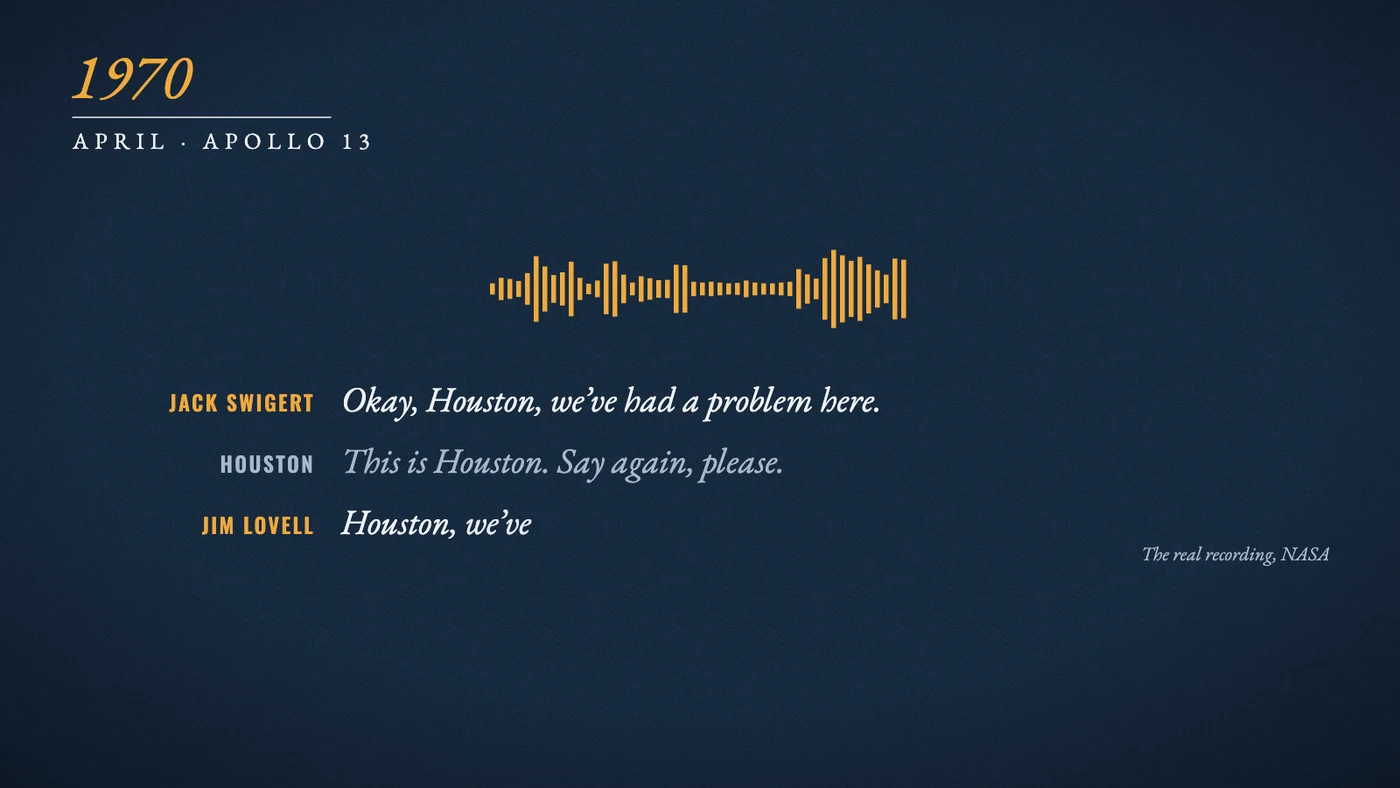 1970
APRIL · APOLLO 13
JACK SWIGERT Okay, Houston, we’ve had a problem here.
HOUSTON This is Houston. Say again, please.
JIM LOVELL Houston, we’ve
The real recording, NASA